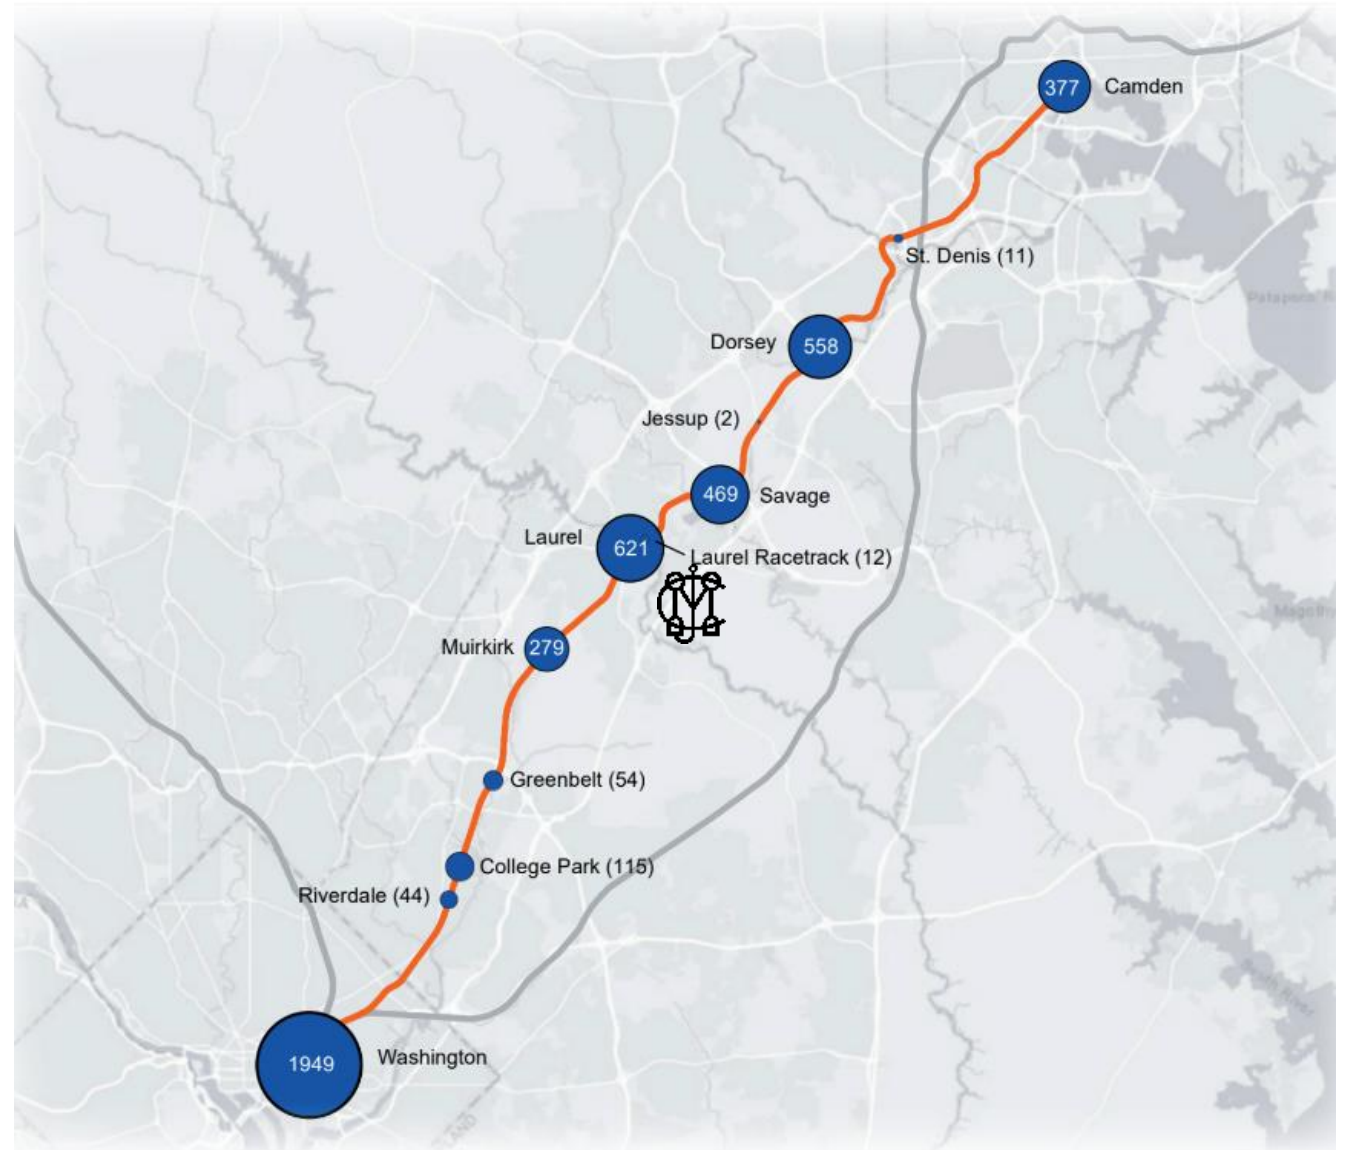 377 Camden
St. Denis (11)
Dorsey 558
Jessup (2)
469 Savage
Laurel 621
Laurel Racetrack (12)
Muirkirk 279
Greenbelt (54)
College Park (115)
Riverdale (44)
1949 Washington